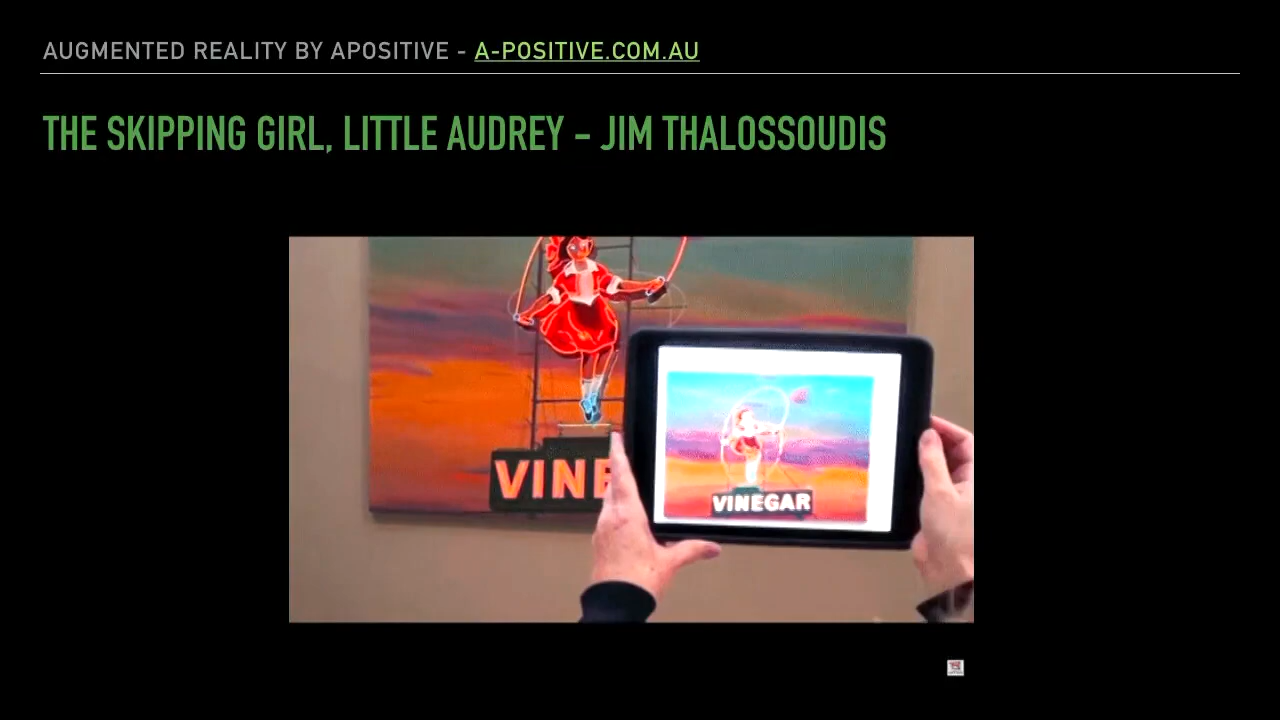 AUGMENTED REALITY BY APOSITIVE - A-POSITIVE.COM.AU
THE SKIPPING GIRL, LITTLE AUDREY – JIM THALOSSOUDIS
VINE
VINEGAR